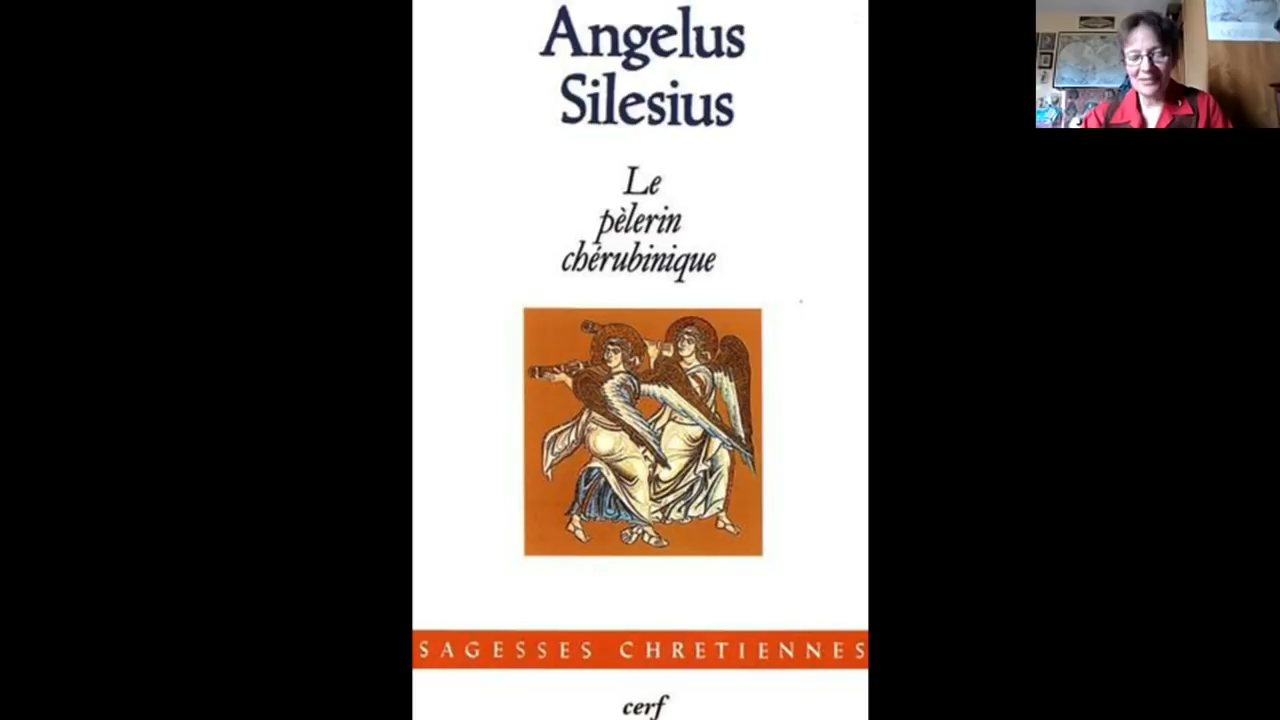 Angelus
Silesius
Le
pèlerin
chérubinique
SAGESSES CHRETIENNES
cerf